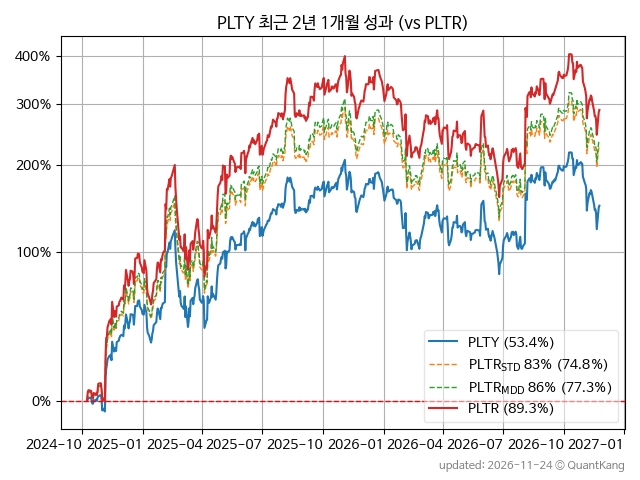 PLTY 최근 2년 1개월 성과 (vs PLTR)
400%
300%
200%
100%
0%
PLTY (53.4%)
PLTR_STD 83% (74.8%)
PLTR_MDD 86% (77.3%)
PLTR (89.3%)
2024-10 2025-01 2025-04 2025-07 2025-10 2026-01 2026-04 2026-07 2026-10 2027-01
updated: 2026-11-24 © QuantKang